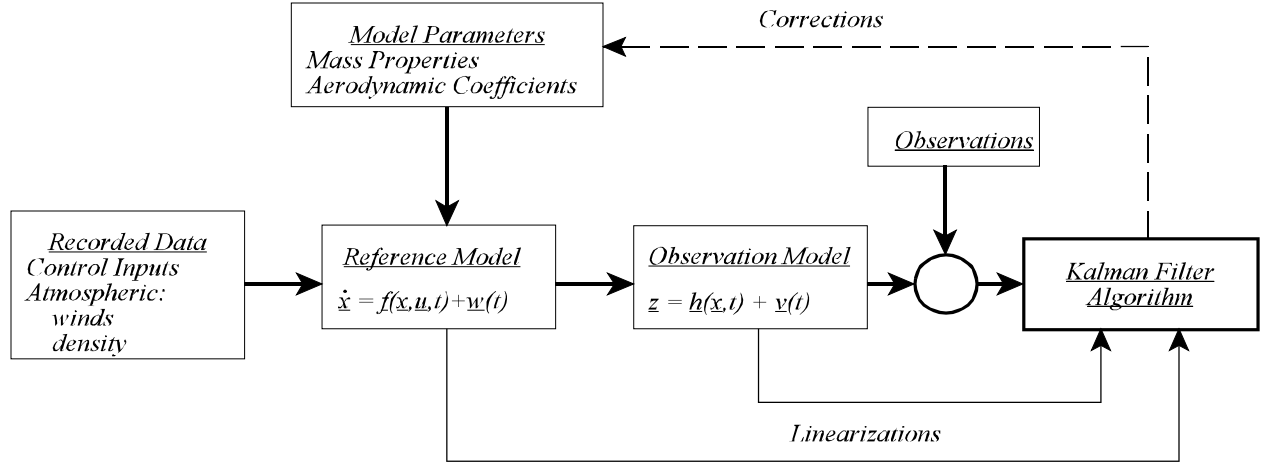 Corrections
Model Parameters
Mass Properties
Aerodynamic Coefficients
Observations
Recorded Data
Control Inputs
Atmospheric:
winds
density
Reference Model
ẋ = f(x,u,t)+w(t)
Observation Model
z = h(x,t) + v(t)
Kalman Filter
Algorithm
Linearizations